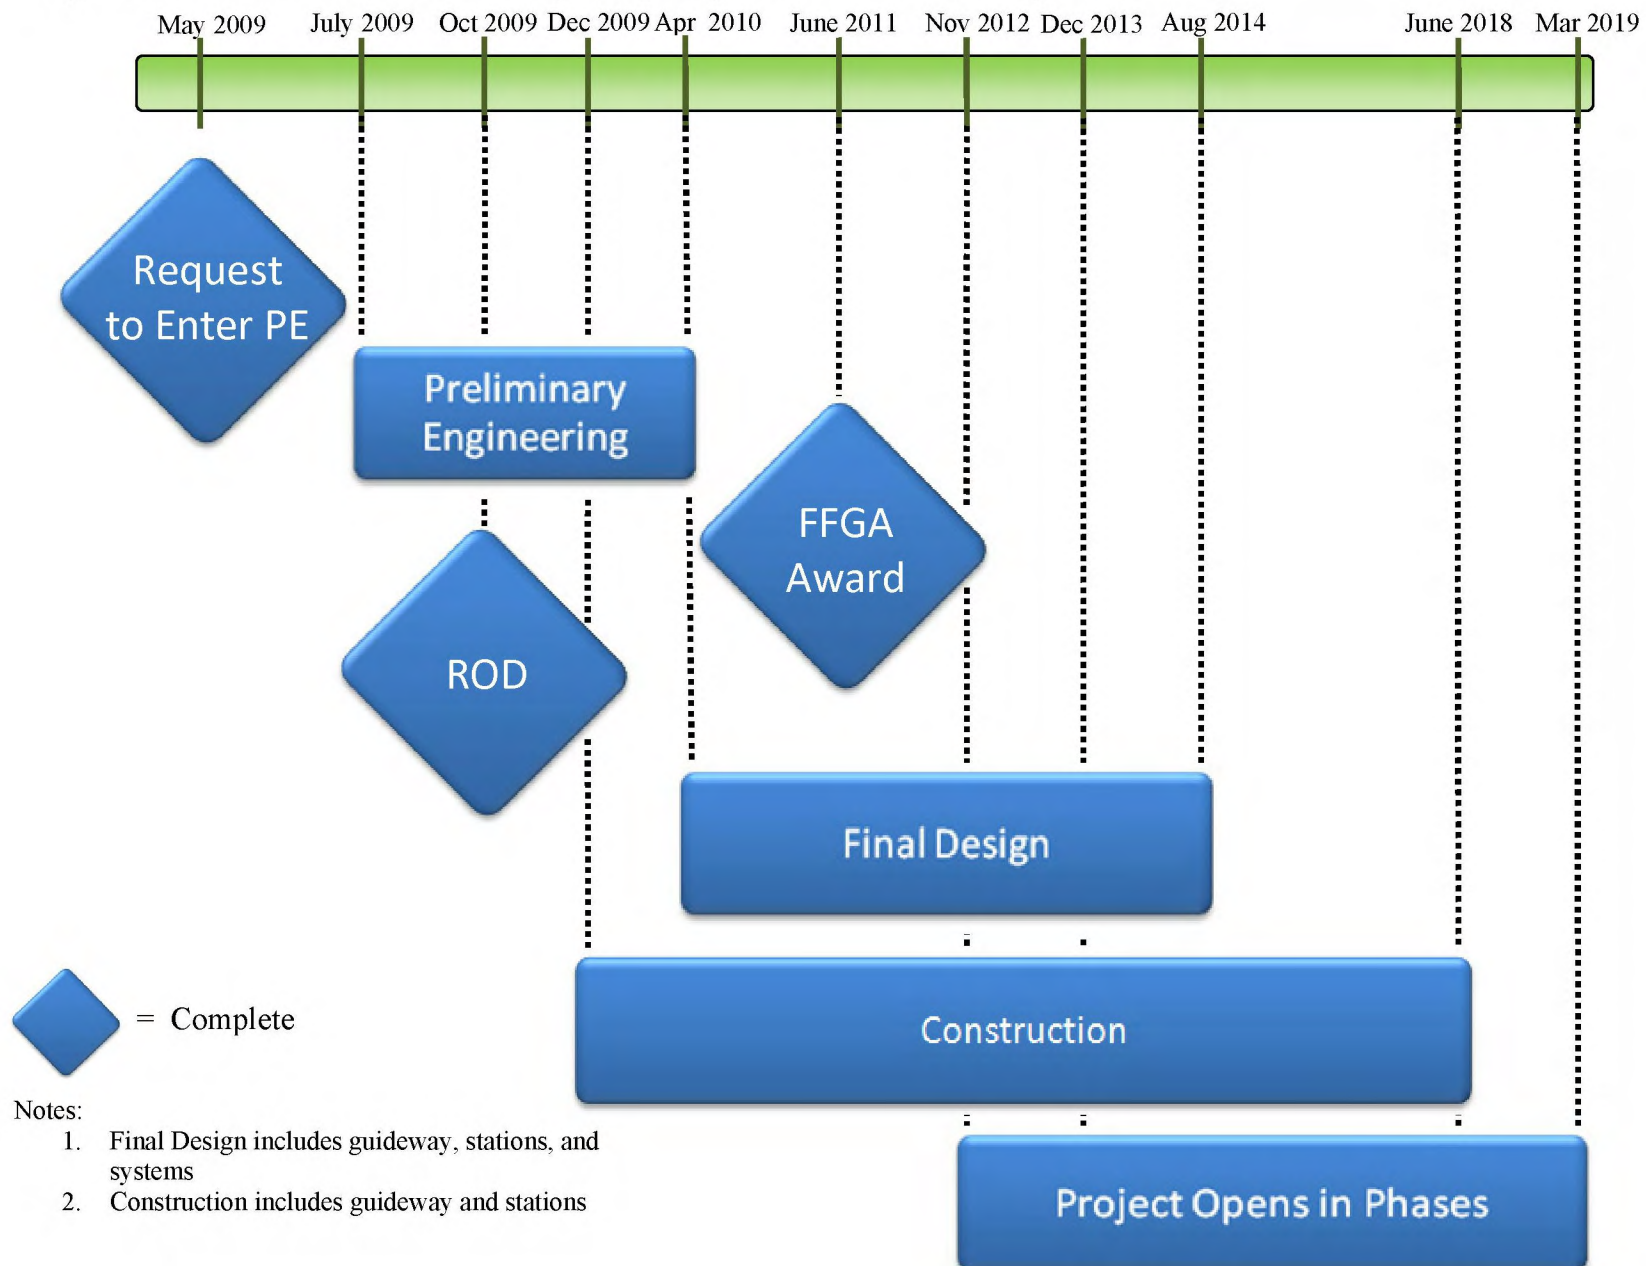 May 2009 July 2009 Oct 2009 Dec 2009 Apr 2010 June 2011 Nov 2012 Dec 2013 Aug 2014 June 2018 Mar 2019
Request
to Enter PE
Preliminary
Engineering
FFGA
Award
ROD
Final Design
Construction
= Complete
Notes:
1. Final Design includes guideway, stations, and
systems
2. Construction includes guideway and stations
Project Opens in Phases